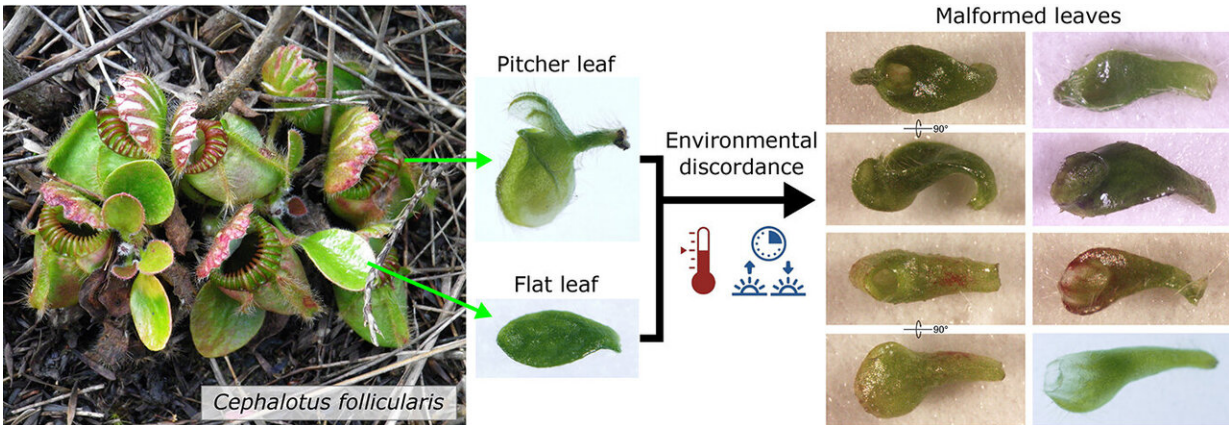 Malformed leaves
Pitcher leaf
Environmental
discordance
90°
Flat leaf
90°
Cephalotus follicularis